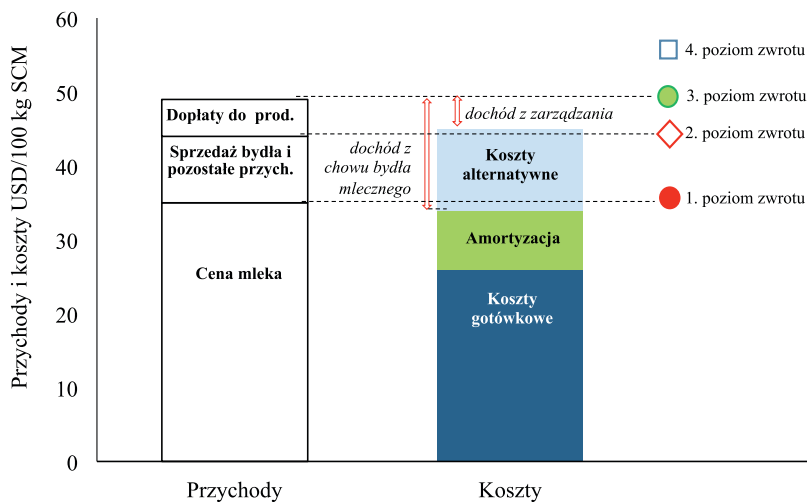 Przychody i koszty USD/100 kg SCM
60
50
40
30
20
10
0
Dopłaty do prod.
Sprzedaż bydła i
pozostałe przych.
Cena mleka
dochód z
chowu bydła
mlecznego
dochód z zarządzania
Koszty
alternatywne
Amortyzacja
Koszty
gotówkowe
4. poziom zwrotu
3. poziom zwrotu
2. poziom zwrotu
1. poziom zwrotu
Przychody
Koszty